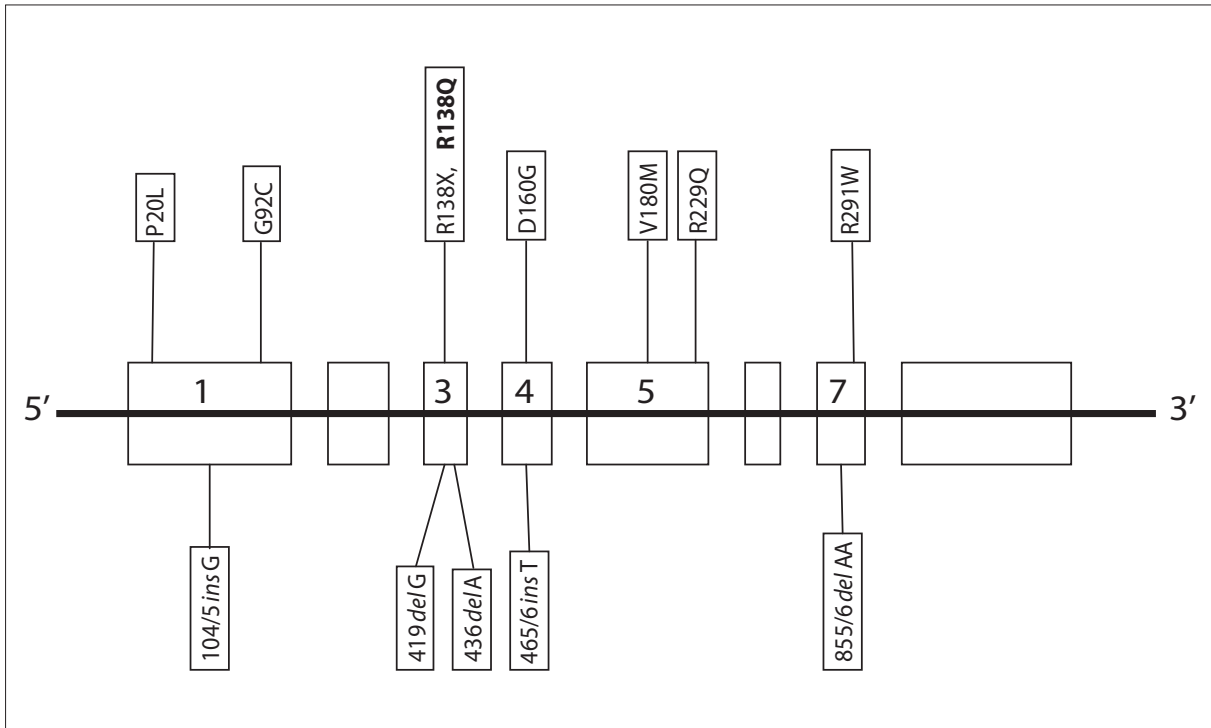 P20L
G92C
R138X, R138Q
D160G
V180M
R229Q
R291W
5′
1
3
4
5
7
3′
104/5 ins G
419 del G
436 del A
465/6 ins T
855/6 del AA